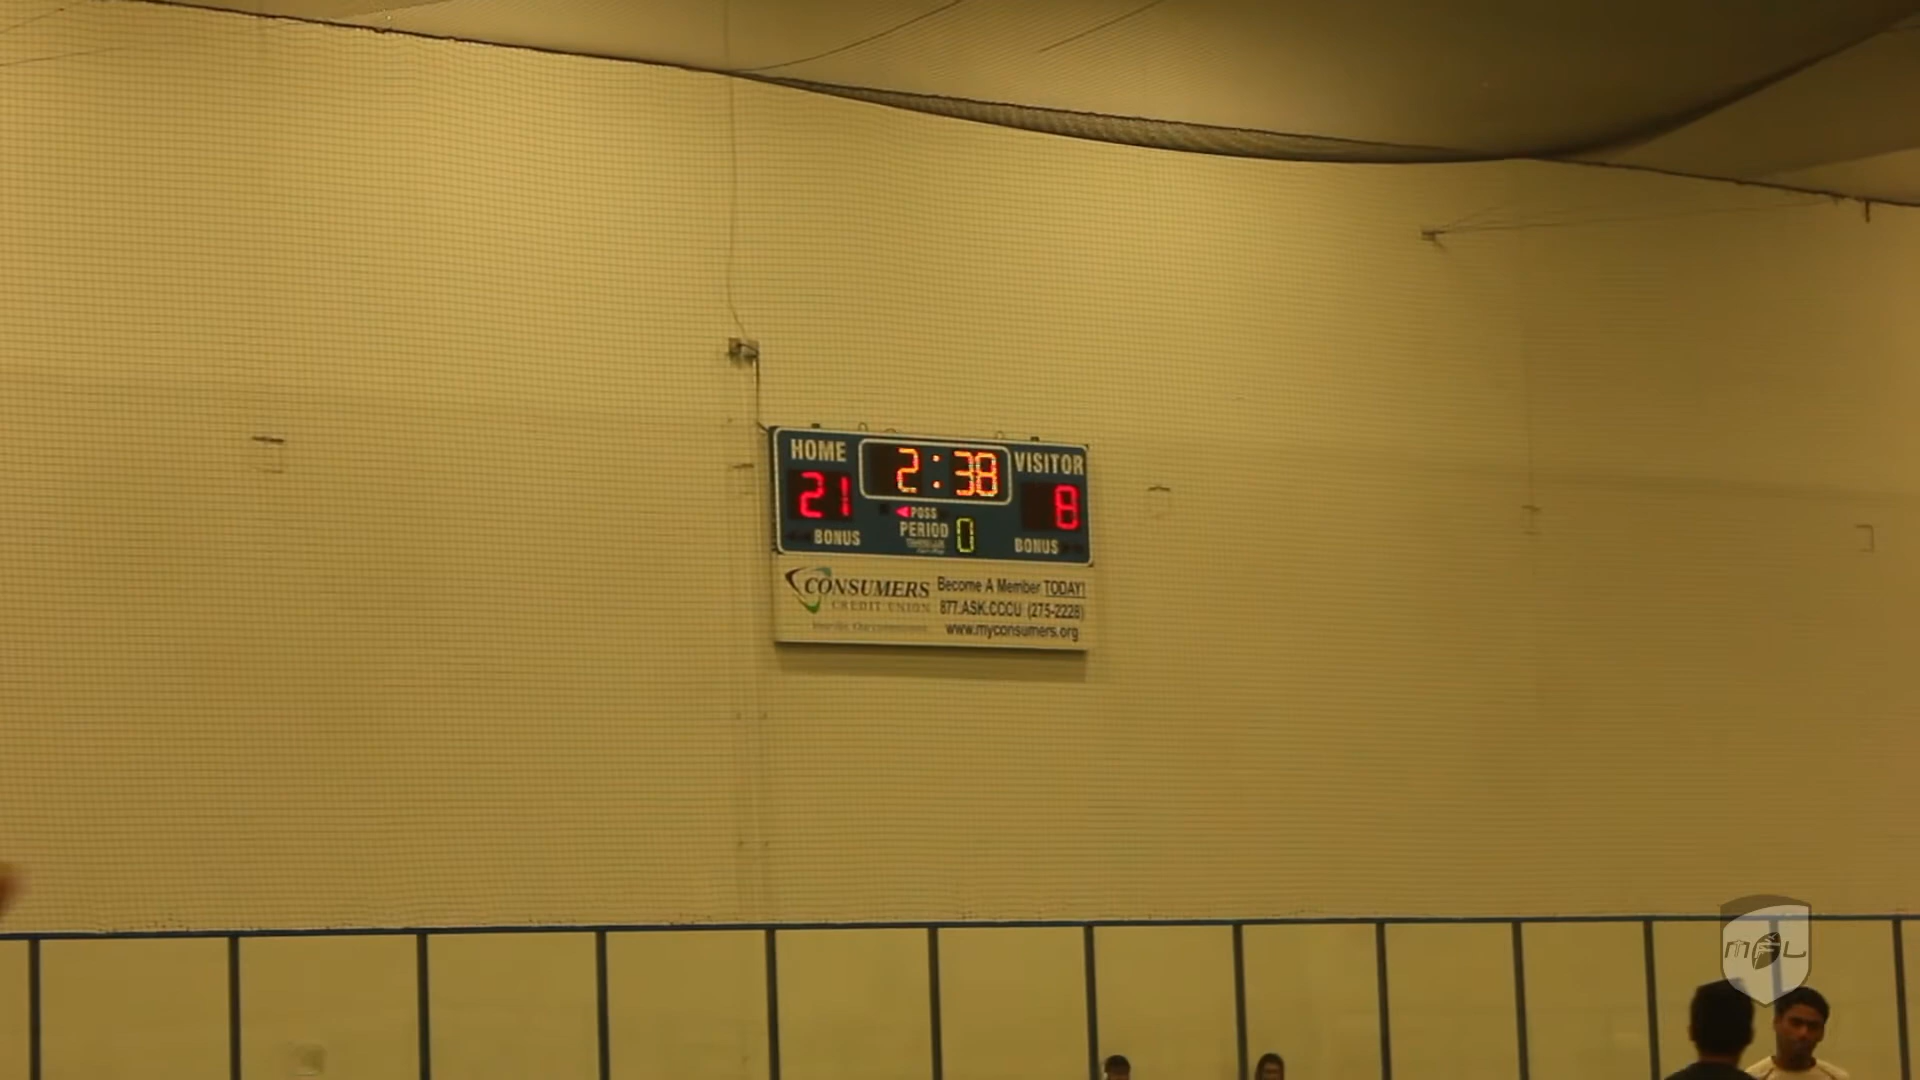 HOME 2:38 VISITOR
21 8
POSS
PERIOD 0
BONUS BONUS
CONSUMERS
CREDIT UNION
Become A Member TODAY!
877.ASK.CCCU (275-2228)
www.myconsumers.org
MFL